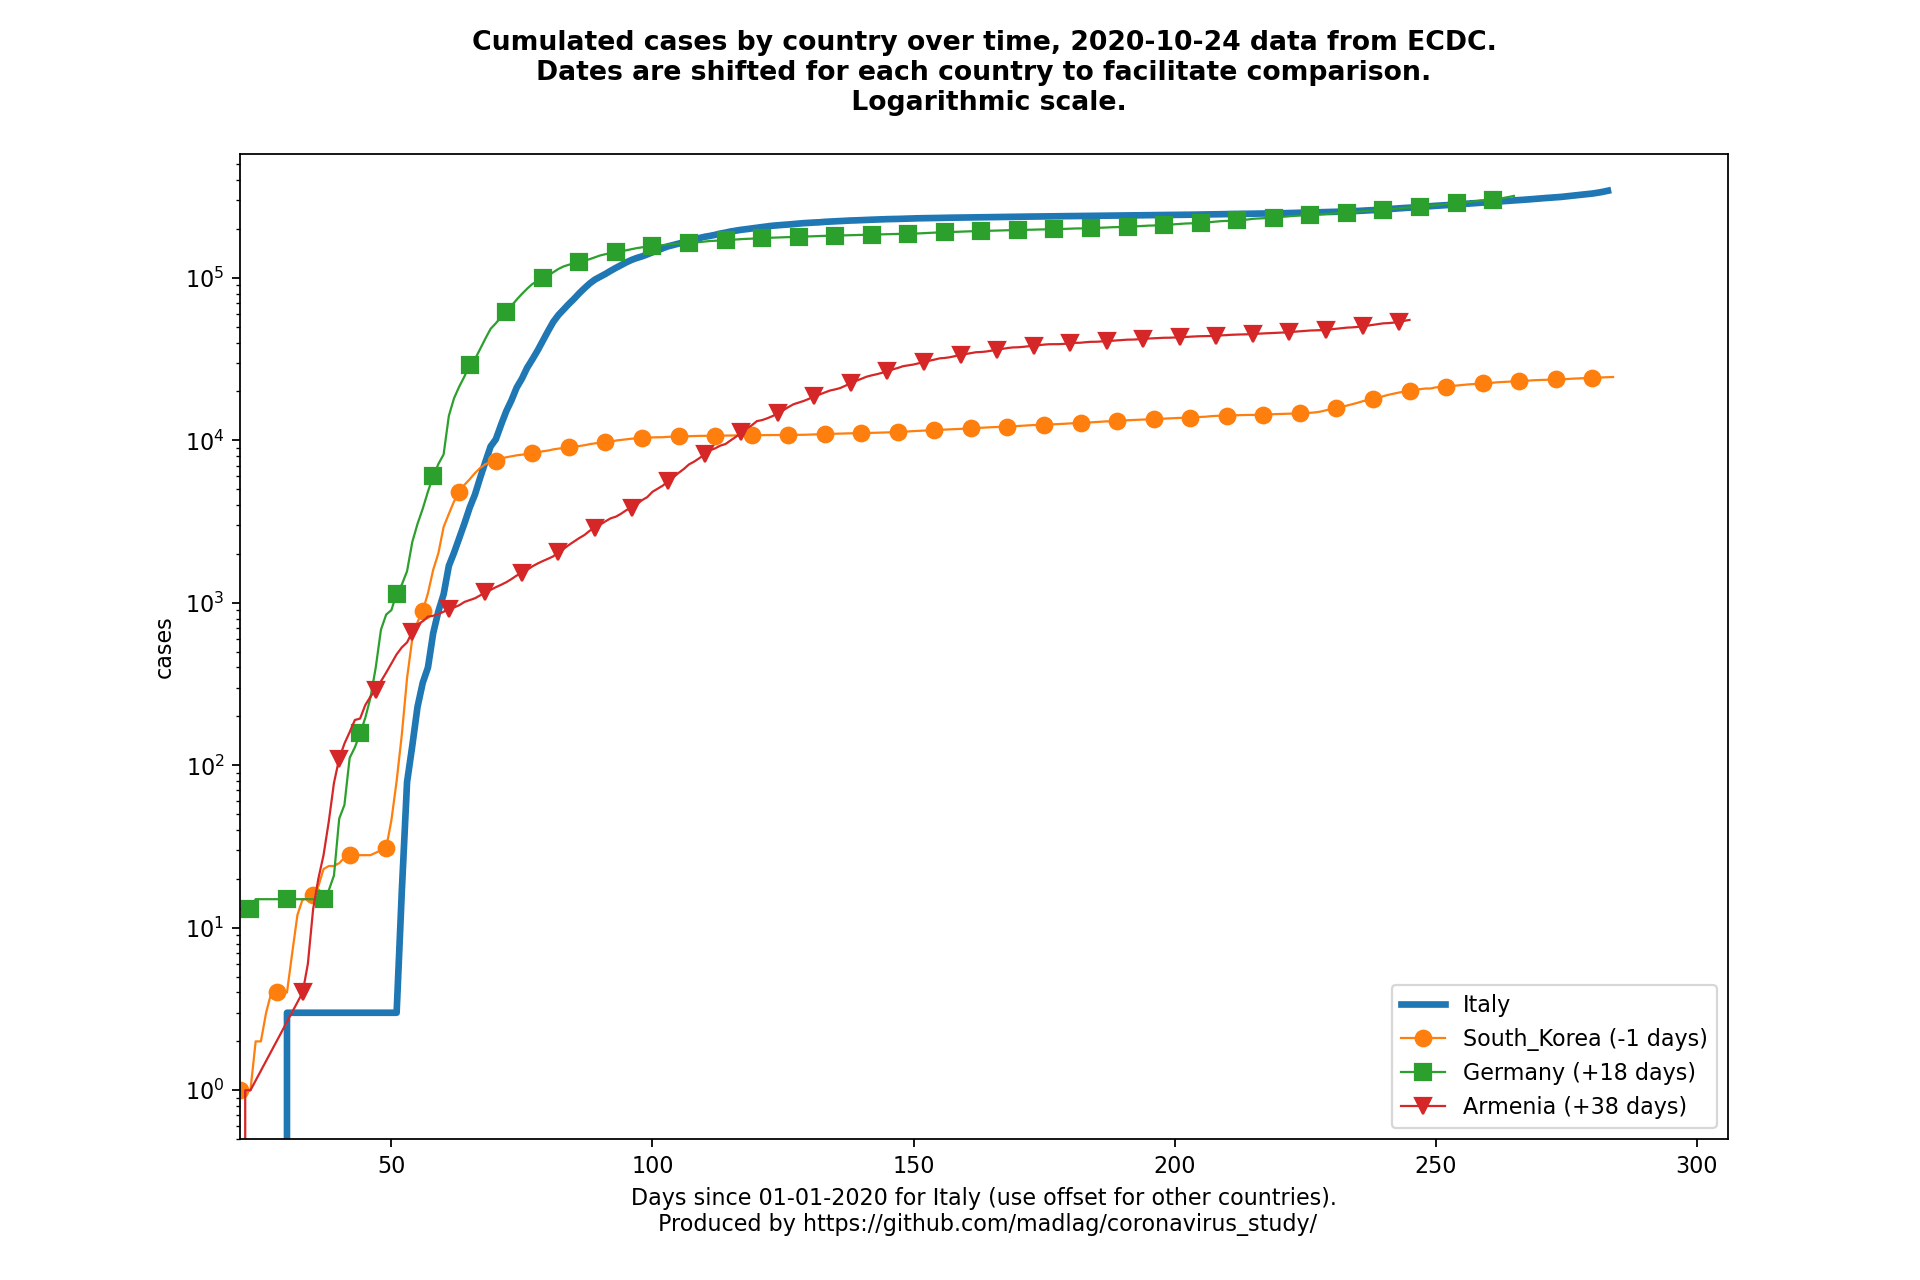 Cumulated cases by country over time, 2020-10-24 data from ECDC.
Dates are shifted for each country to facilitate comparison.
Logarithmic scale.
cases
10^5
10^4
10^3
10^2
10^1
10^0
50 100 150 200 250 300
Italy
South_Korea (-1 days)
Germany (+18 days)
Armenia (+38 days)
Days since 01-01-2020 for Italy (use offset for other countries).
Produced by https://github.com/madlag/coronavirus_study/